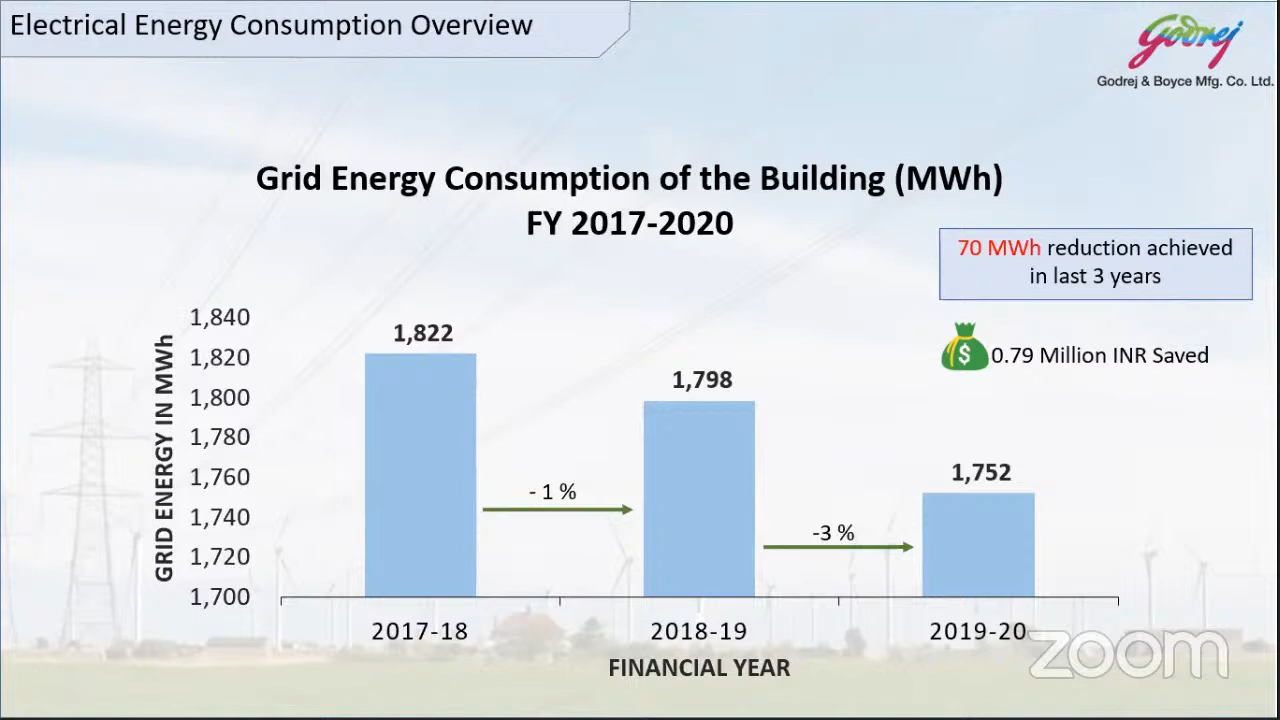 Electrical Energy Consumption Overview
Godrej
Godrej & Boyce Mfg. Co. Ltd.
Grid Energy Consumption of the Building (MWh)
FY 2017-2020
70 MWh reduction achieved
in last 3 years
$
0.79 Million INR Saved
GRID ENERGY IN MWh
1,840
1,820
1,800
1,780
1,760
1,740
1,720
1,700
1,822
1,798
1,752
- 1 %
-3 %
2017-18
2018-19
2019-20
FINANCIAL YEAR
zoom